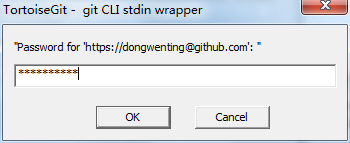 TortoiseGit - git CLI stdin wrapper
"Password for 'https://dongwenting@github.com': "
**********
OK
Cancel